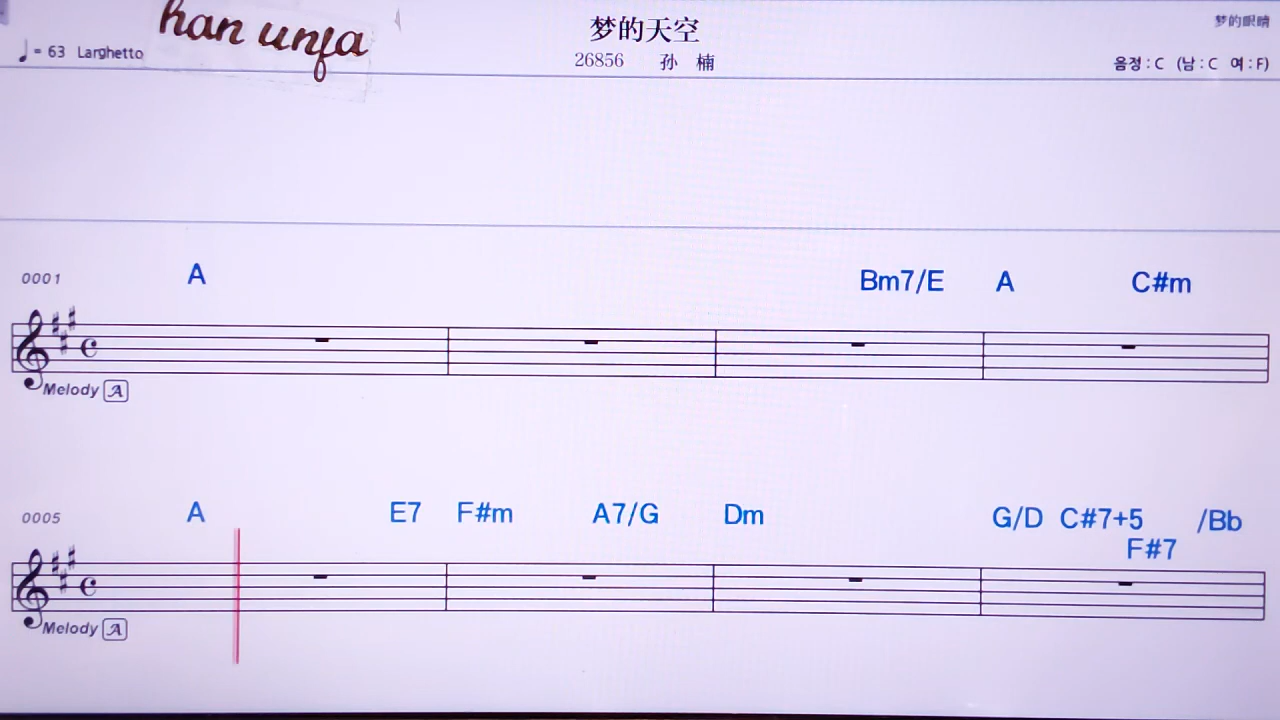 han unfa
梦的天空
梦的眼睛
♩= 63 Larghetto
26856 孙 楠
음정 : C (남 : C 여 : F)
0001 A Bm7/E A C#m
Melody A
0005 A E7 F#m A7/G Dm G/D C#7+5 /Bb
F#7
Melody A